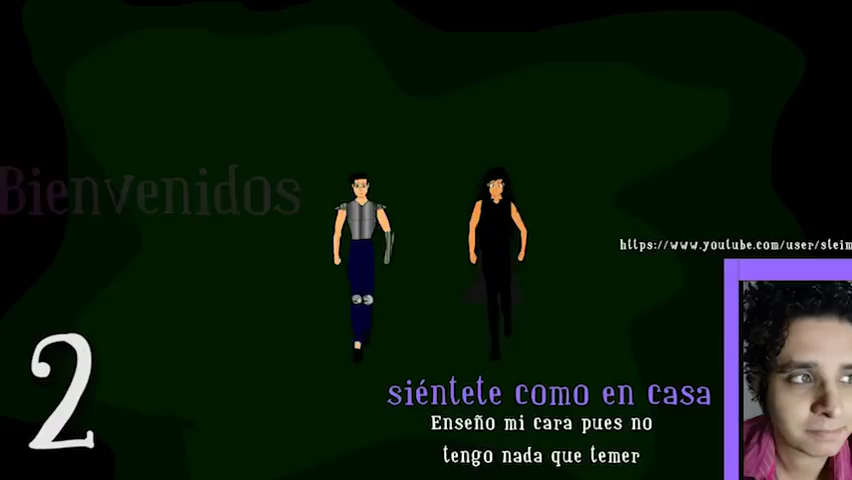 Bienvenidos
https://www.youtube.com/user/steim
2
siéntete como en casa
Enseño mi cara pues no
tengo nada que temer